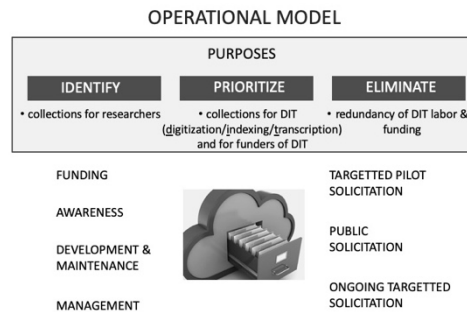 OPERATIONAL MODEL
PURPOSES
IDENTIFY
• collections for researchers
PRIORITIZE
• collections for DIT
(digitization/indexing/transcription)
and for funders of DIT
ELIMINATE
• redundancy of DIT labor &
funding
FUNDING
AWARENESS
DEVELOPMENT &
MAINTENANCE
MANAGEMENT
TARGETTED PILOT
SOLICITATION
PUBLIC
SOLICITATION
ONGOING TARGETTED
SOLICITATION